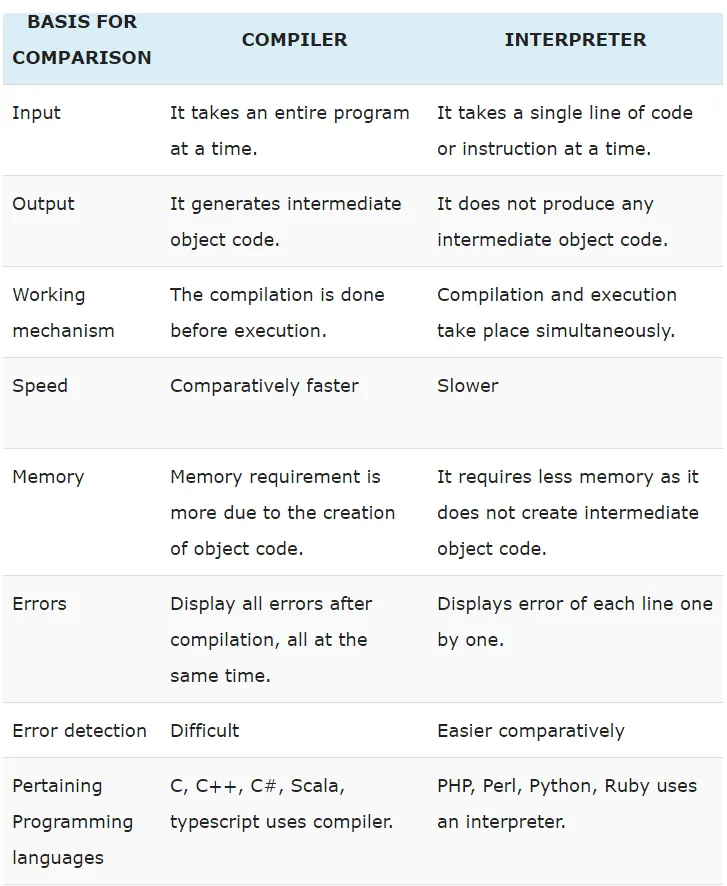 BASIS FOR
COMPARISON
COMPILER
INTERPRETER
Input
It takes an entire program
at a time.
It takes a single line of code
or instruction at a time.
Output
It generates intermediate
object code.
It does not produce any
intermediate object code.
Working
mechanism
The compilation is done
before execution.
Compilation and execution
take place simultaneously.
Speed
Comparatively faster
Slower
Memory
Memory requirement is
more due to the creation
of object code.
It requires less memory as it
does not create intermediate
object code.
Errors
Display all errors after
compilation, all at the
same time.
Displays error of each line one
by one.
Error detection
Difficult
Easier comparatively
Pertaining
Programming
languages
C, C++, C#, Scala,
typescript uses compiler.
PHP, Perl, Python, Ruby uses
an interpreter.